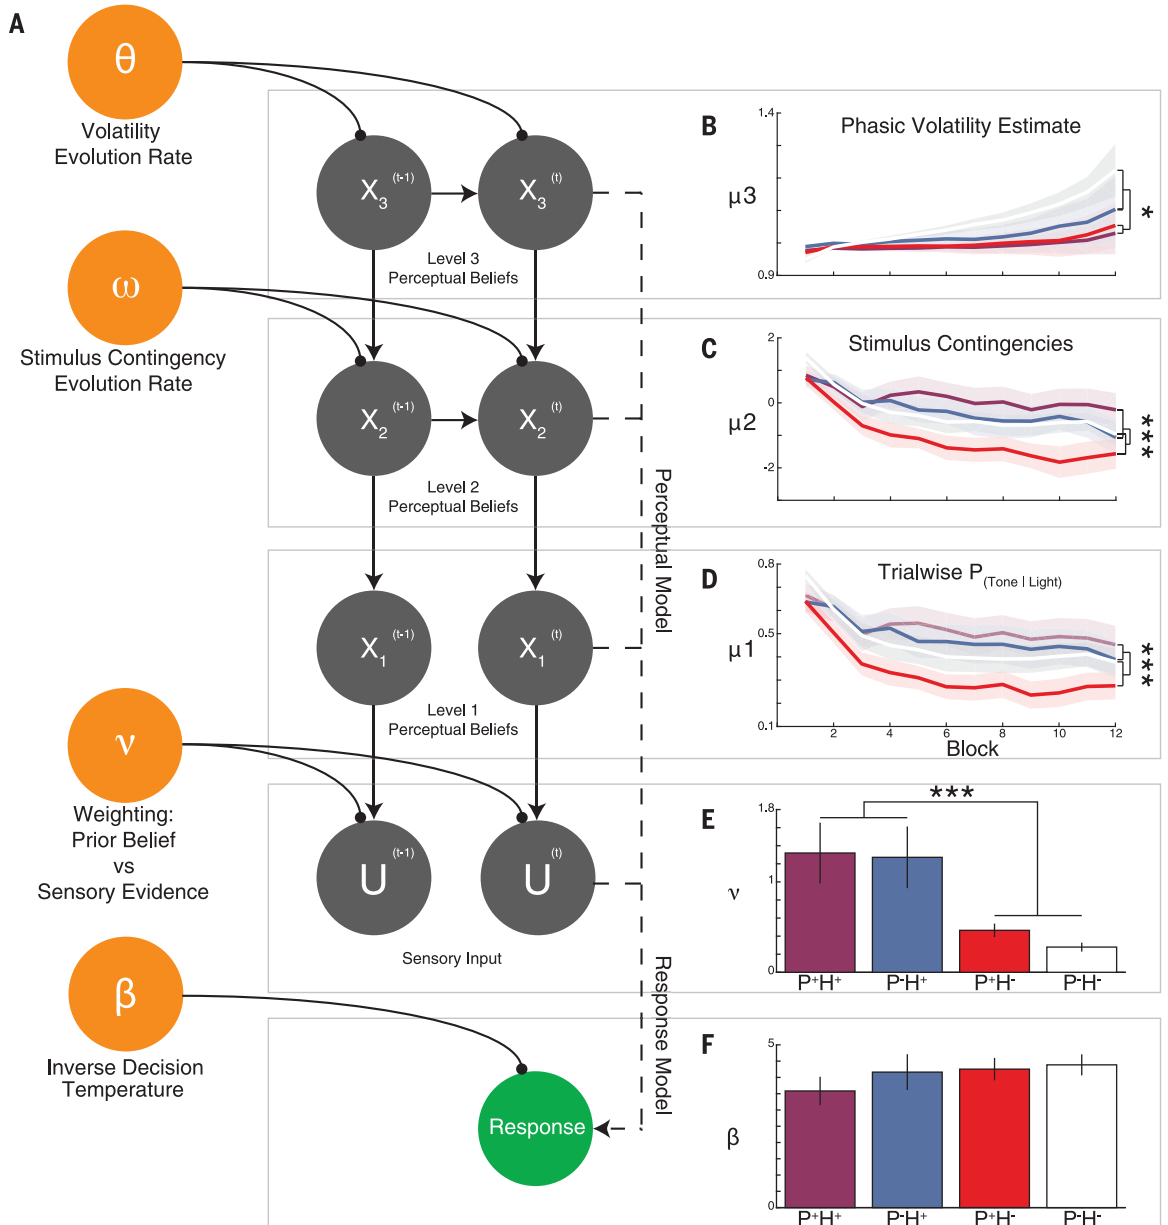 A
θ
Volatility
Evolution Rate
ω
Stimulus Contingency
Evolution Rate
ν
Weighting:
Prior Belief
vs
Sensory Evidence
β
Inverse Decision
Temperature
X3 (t-1)
X3 (t)
Level 3
Perceptual Beliefs
X2 (t-1)
X2 (t)
Level 2
Perceptual Beliefs
X1 (t-1)
X1 (t)
Level 1
Perceptual Beliefs
U (t-1)
U (t)
Sensory Input
Response
Perceptual Model
Response Model
B
Phasic Volatility Estimate
1.4
μ3
0.9
*
C
Stimulus Contingencies
2
0
μ2
-2
***
D
Trialwise P(Tone | Light)
0.8
0.5
μ1
0.1
***
2 4 6 8 10 12
Block
E
1.8
1
ν
0
***
P+H+ P-H+ P+H- P-H-
F
5
β
0
P+H+ P-H+ P+H- P-H-